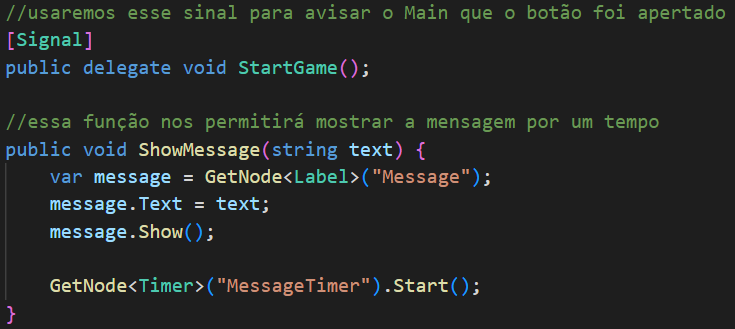 //usaremos esse sinal para avisar o Main que o botão foi apertado
[Signal]
public delegate void StartGame();
//essa função nos permitirá mostrar a mensagem por um tempo
public void ShowMessage(string text) {
    var message = GetNode<Label>("Message");
    message.Text = text;
    message.Show();
    GetNode<Timer>("MessageTimer").Start();
}